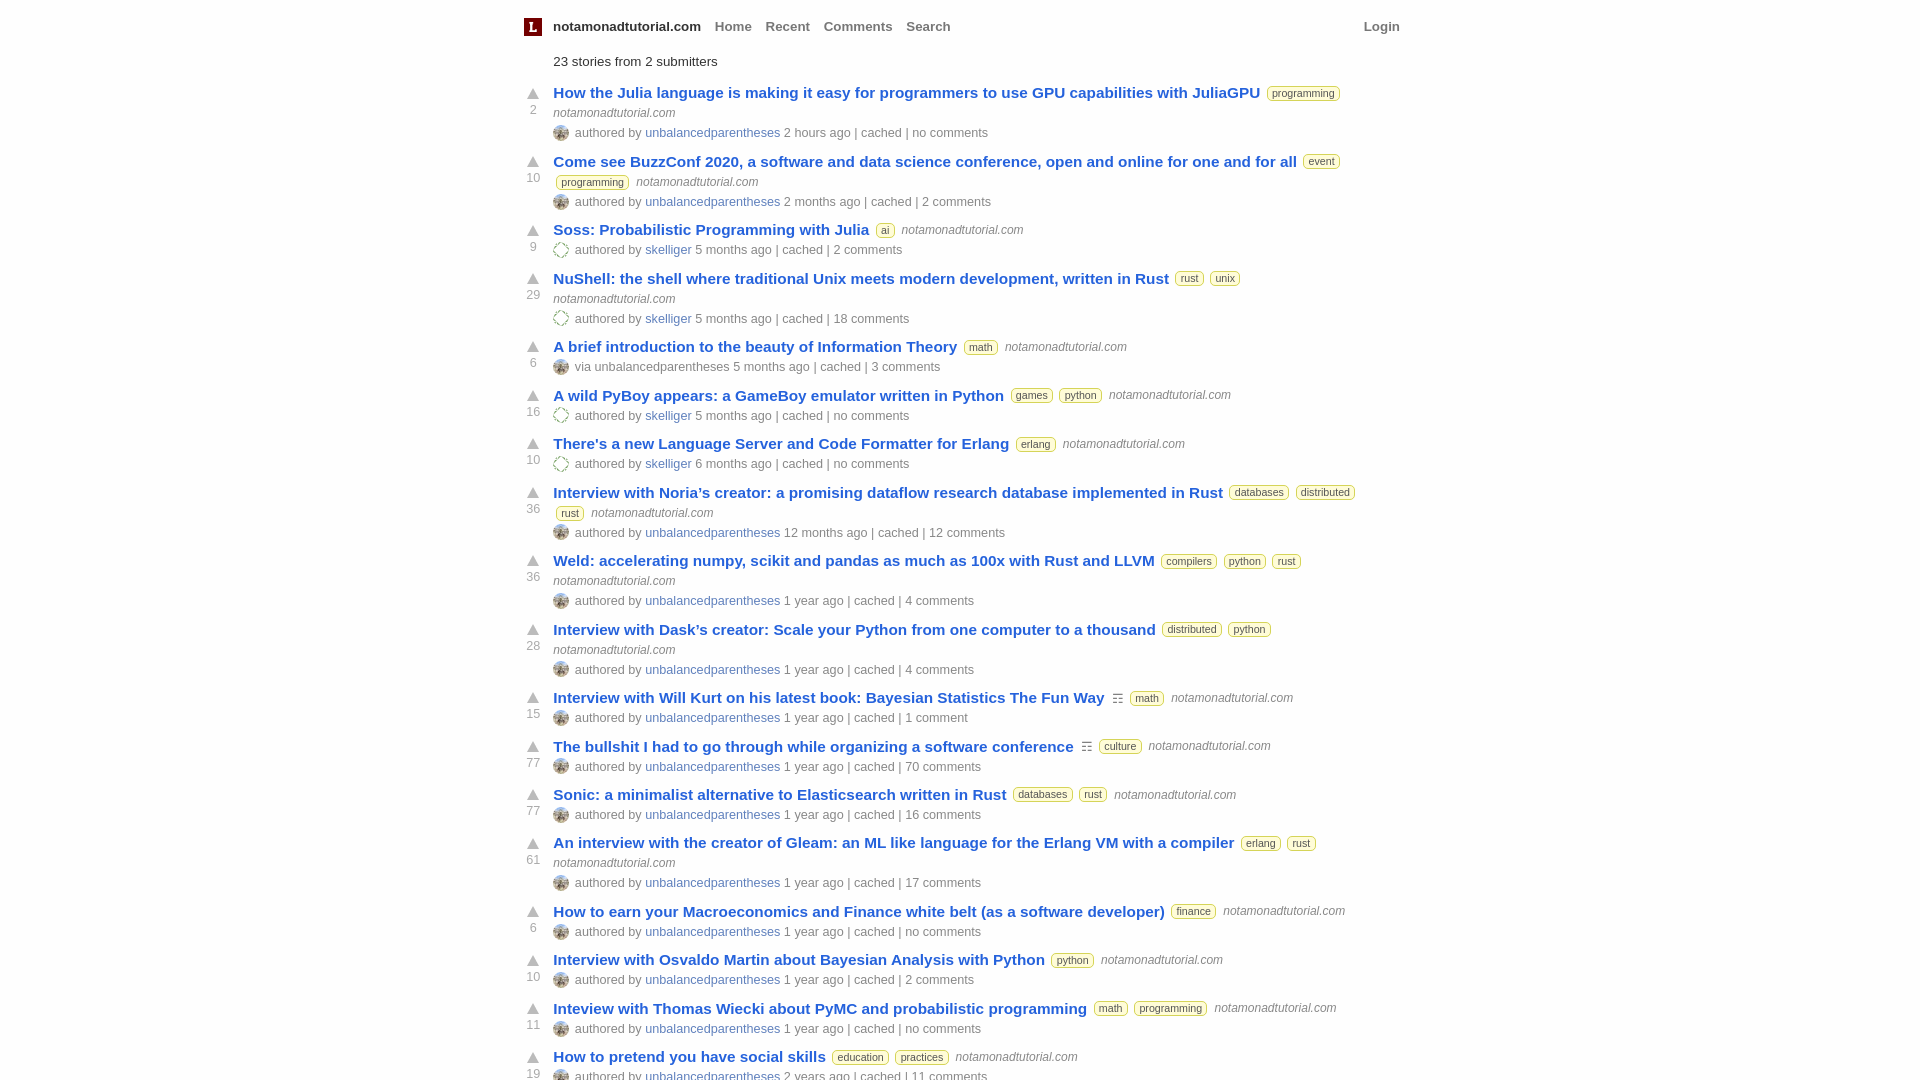 L notamonadtutorial.com Home Recent Comments Search Login
23 stories from 2 submitters
How the Julia language is making it easy for programmers to use GPU capabilities with JuliaGPU programming
2 notamonadtutorial.com
authored by unbalancedparentheses 2 hours ago | cached | no comments
Come see BuzzConf 2020, a software and data science conference, open and online for one and for all event
10 programming notamonadtutorial.com
authored by unbalancedparentheses 2 months ago | cached | 2 comments
Soss: Probabilistic Programming with Julia ai notamonadtutorial.com
9 authored by skelliger 5 months ago | cached | 2 comments
NuShell: the shell where traditional Unix meets modern development, written in Rust rust unix
29 notamonadtutorial.com
authored by skelliger 5 months ago | cached | 18 comments
A brief introduction to the beauty of Information Theory math notamonadtutorial.com
6 via unbalancedparentheses 5 months ago | cached | 3 comments
A wild PyBoy appears: a GameBoy emulator written in Python games python notamonadtutorial.com
16 authored by skelliger 5 months ago | cached | no comments
There's a new Language Server and Code Formatter for Erlang erlang notamonadtutorial.com
10 authored by skelliger 6 months ago | cached | no comments
Interview with Noria’s creator: a promising dataflow research database implemented in Rust databases distributed
36 rust notamonadtutorial.com
authored by unbalancedparentheses 12 months ago | cached | 12 comments
Weld: accelerating numpy, scikit and pandas as much as 100x with Rust and LLVM compilers python rust
36 notamonadtutorial.com
authored by unbalancedparentheses 1 year ago | cached | 4 comments
Interview with Dask’s creator: Scale your Python from one computer to a thousand distributed python
28 notamonadtutorial.com
authored by unbalancedparentheses 1 year ago | cached | 4 comments
Interview with Will Kurt on his latest book: Bayesian Statistics The Fun Way ☶ math notamonadtutorial.com
15 authored by unbalancedparentheses 1 year ago | cached | 1 comment
The bullshit I had to go through while organizing a software conference ☶ culture notamonadtutorial.com
77 authored by unbalancedparentheses 1 year ago | cached | 70 comments
Sonic: a minimalist alternative to Elasticsearch written in Rust databases rust notamonadtutorial.com
77 authored by unbalancedparentheses 1 year ago | cached | 16 comments
An interview with the creator of Gleam: an ML like language for the Erlang VM with a compiler erlang rust
61 notamonadtutorial.com
authored by unbalancedparentheses 1 year ago | cached | 17 comments
How to earn your Macroeconomics and Finance white belt (as a software developer) finance notamonadtutorial.com
6 authored by unbalancedparentheses 1 year ago | cached | no comments
Interview with Osvaldo Martin about Bayesian Analysis with Python python notamonadtutorial.com
10 authored by unbalancedparentheses 1 year ago | cached | 2 comments
Inteview with Thomas Wiecki about PyMC and probabilistic programming math programming notamonadtutorial.com
11 authored by unbalancedparentheses 1 year ago | cached | no comments
How to pretend you have social skills education practices notamonadtutorial.com
19 authored by unbalancedparentheses 2 years ago | cached | 11 comments